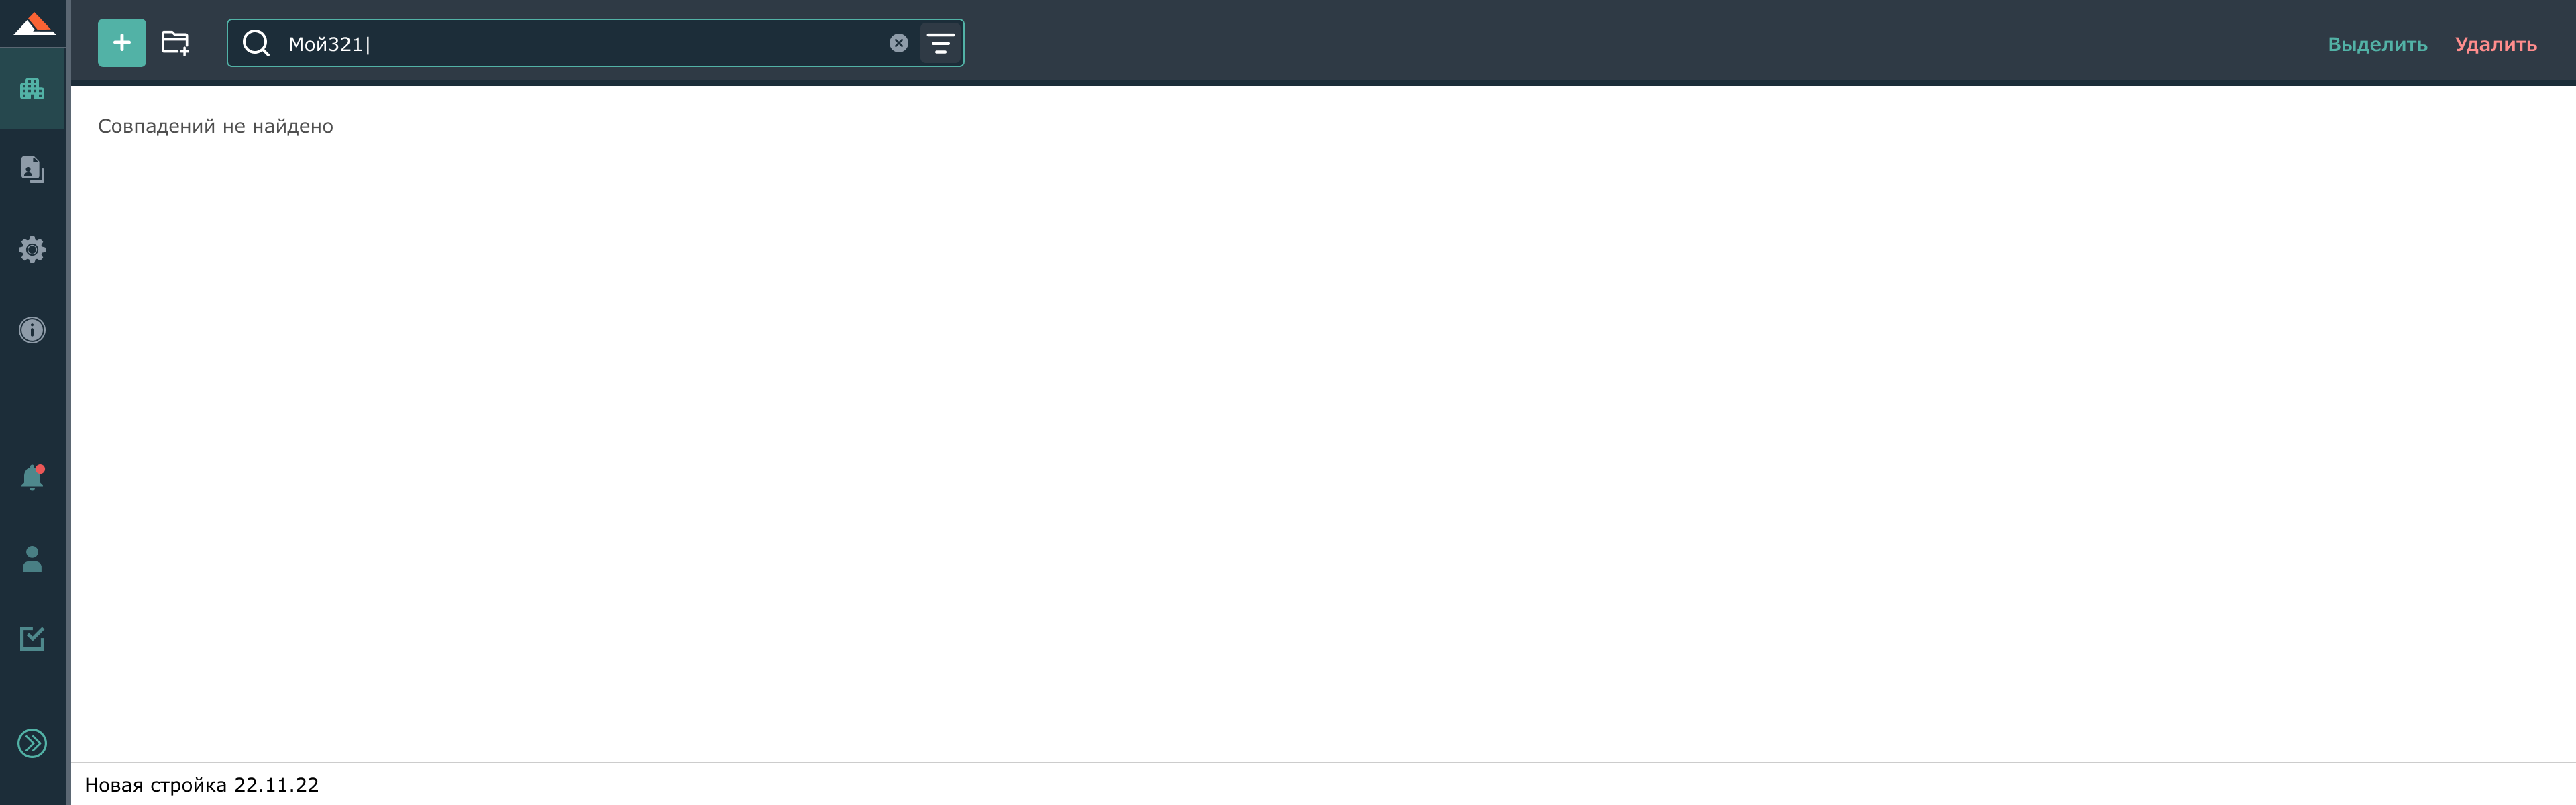 Мой321
Выделить
Удалить
Совпадений не найдено
Новая стройка 22.11.22